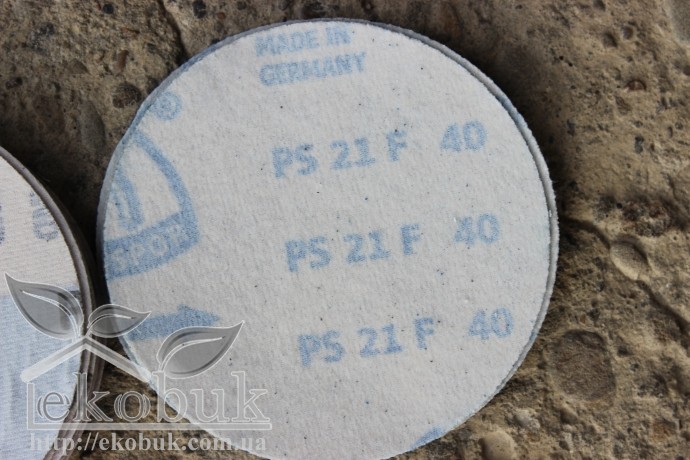 MADE IN
GERMANY
PS 21 F 40
PS 21 F 40
PS 21 F 40
ekobuk
http://ekobuk.com.ua